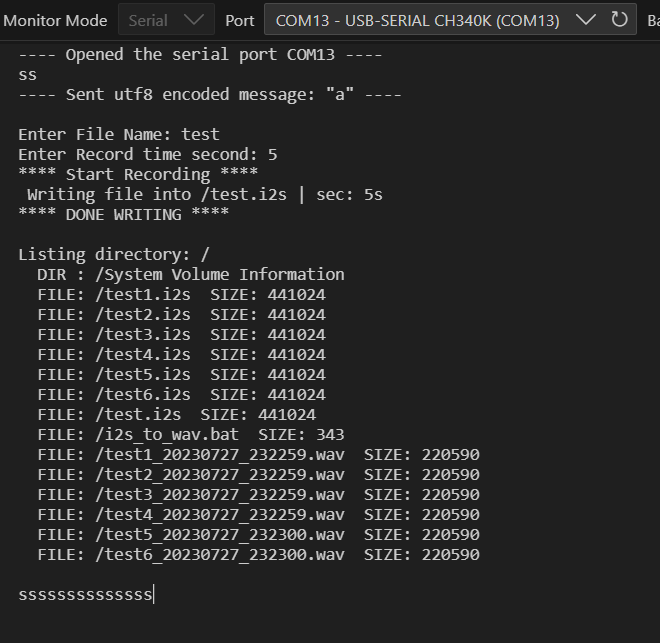 Monitor Mode Serial Port COM13 - USB-SERIAL CH340K (COM13) Ba
---- Opened the serial port COM13 ----
ss
---- Sent utf8 encoded message: "a" ----
Enter File Name: test
Enter Record time second: 5
**** Start Recording ****
Writing file into /test.i2s | sec: 5s
**** DONE WRITING ****
Listing directory: /
DIR : /System Volume Information
FILE: /test1.i2s SIZE: 441024
FILE: /test2.i2s SIZE: 441024
FILE: /test3.i2s SIZE: 441024
FILE: /test4.i2s SIZE: 441024
FILE: /test5.i2s SIZE: 441024
FILE: /test6.i2s SIZE: 441024
FILE: /test.i2s SIZE: 441024
FILE: /i2s_to_wav.bat SIZE: 343
FILE: /test1_20230727_232259.wav SIZE: 220590
FILE: /test2_20230727_232259.wav SIZE: 220590
FILE: /test3_20230727_232259.wav SIZE: 220590
FILE: /test4_20230727_232259.wav SIZE: 220590
FILE: /test5_20230727_232300.wav SIZE: 220590
FILE: /test6_20230727_232300.wav SIZE: 220590
ssssssssssssss